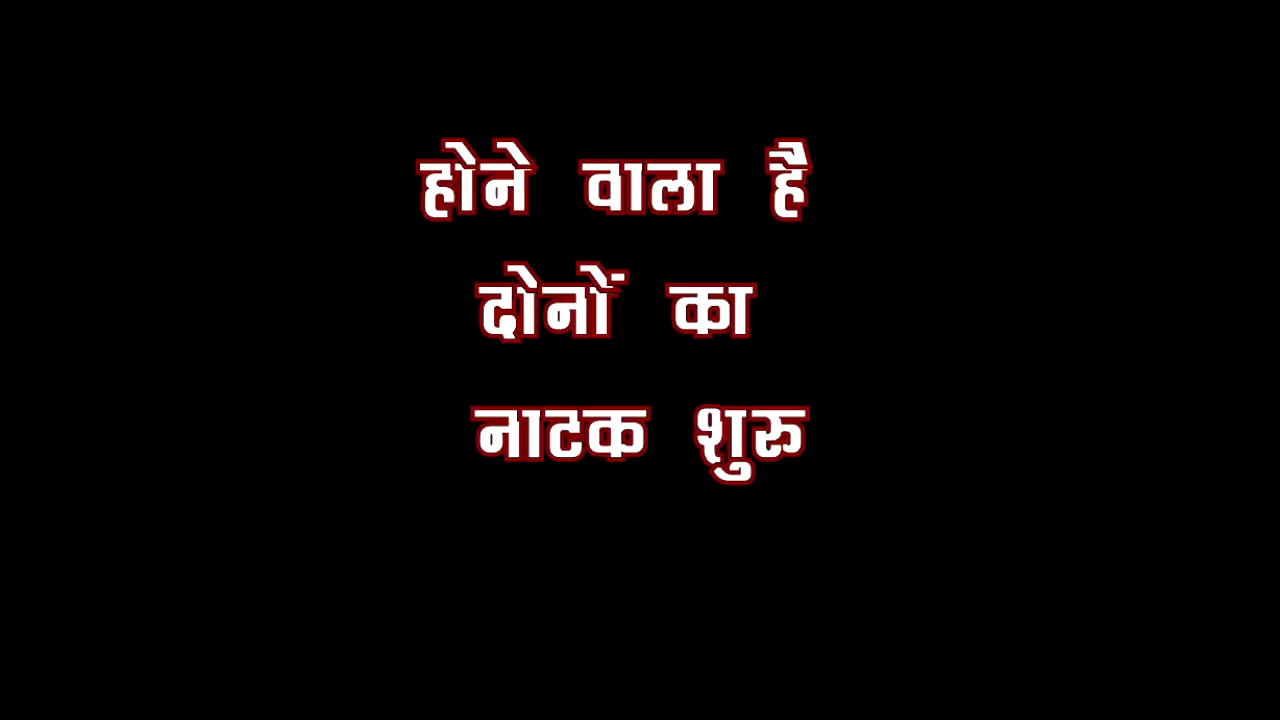 होने वाला है
दोनों का
नाटक शुरु